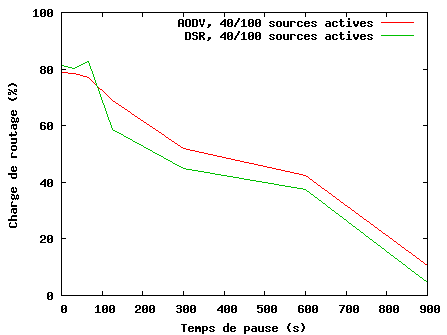 100
AODV, 40/100 sources actives
DSR, 40/100 sources actives
80
60
40
20
0
Charge de routage (%)
0 100 200 300 400 500 600 700 800 900
Temps de pause (s)